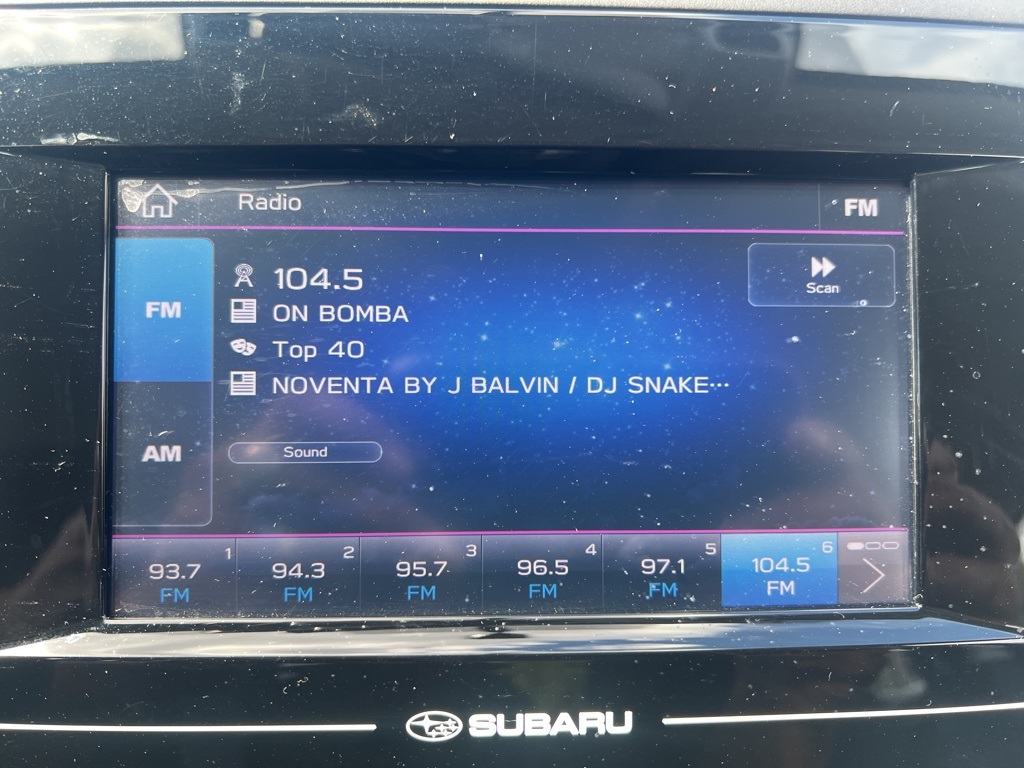 Radio FM
FM
104.5
Scan
ON BOMBA
Top 40
NOVENTA BY J BALVIN / DJ SNAKE…
AM
Sound
1 2 3 4 5 6
93.7 94.3 95.7 96.5 97.1 104.5
FM FM FM FM FM FM
SUBARU